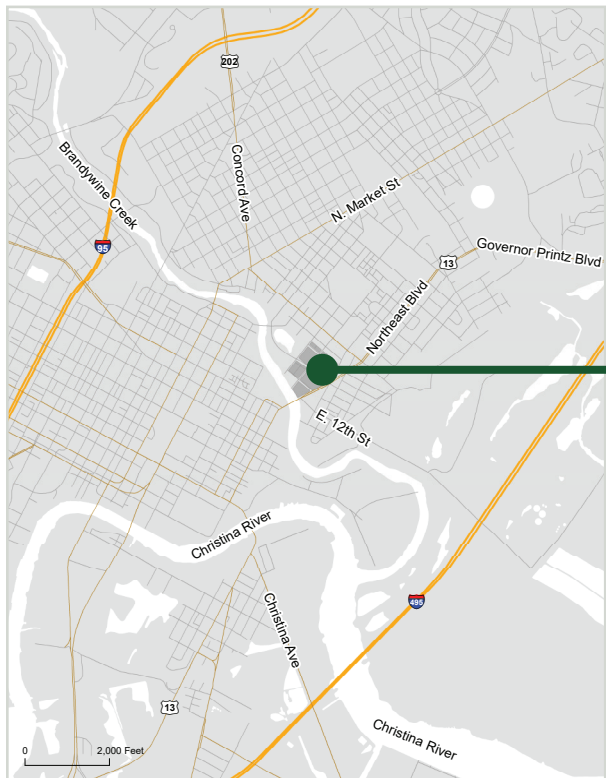 202
Brandywine Creek
Concord Ave
N. Market St
95
Governor Printz Blvd
13
Northeast Blvd
E. 12th St
Christina River
495
Christina Ave
13
Christina River
0 2,000 Feet